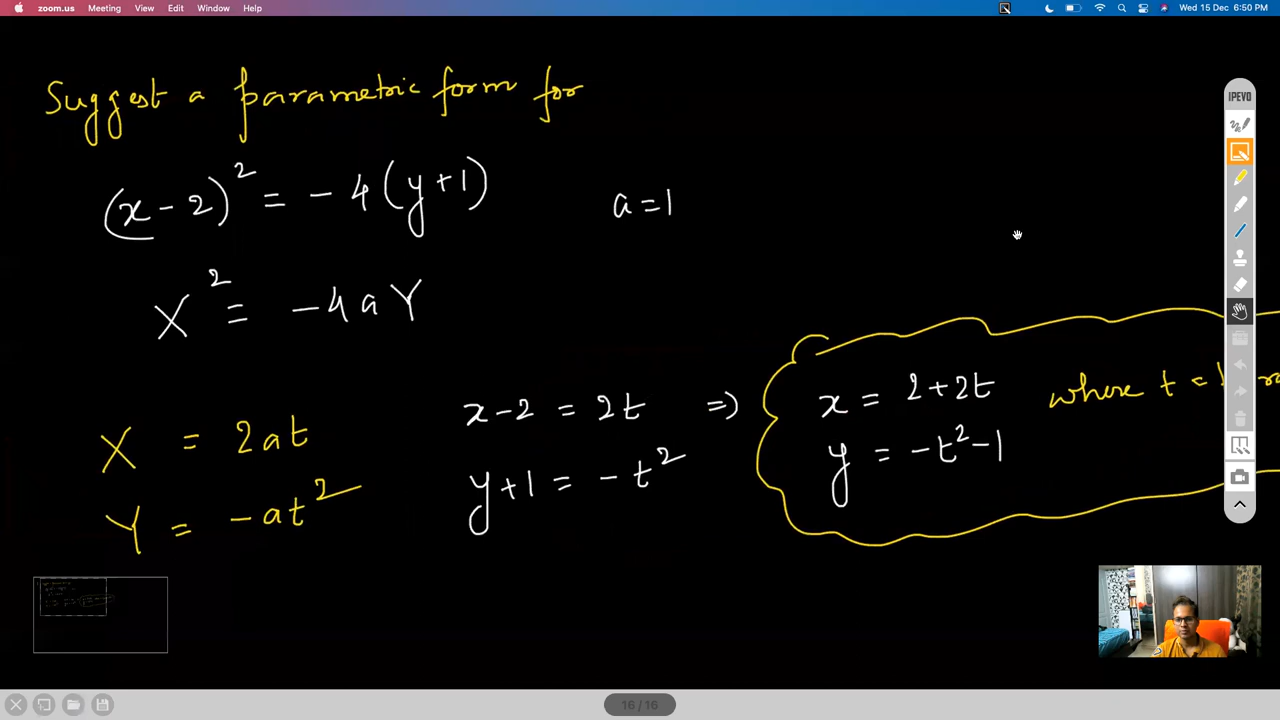 zoom.us Meeting View Edit Window Help Wed 15 Dec 6:50 PM
Suggest a parametric form for
(x-2)² = -4(y+1) a=1
X² = -4aY
X = 2at
Y = -at²
x-2 = 2t ⇒
y+1 = -t²
x = 2+2t where t =
y = -t²-1
IPEVO
16 / 16